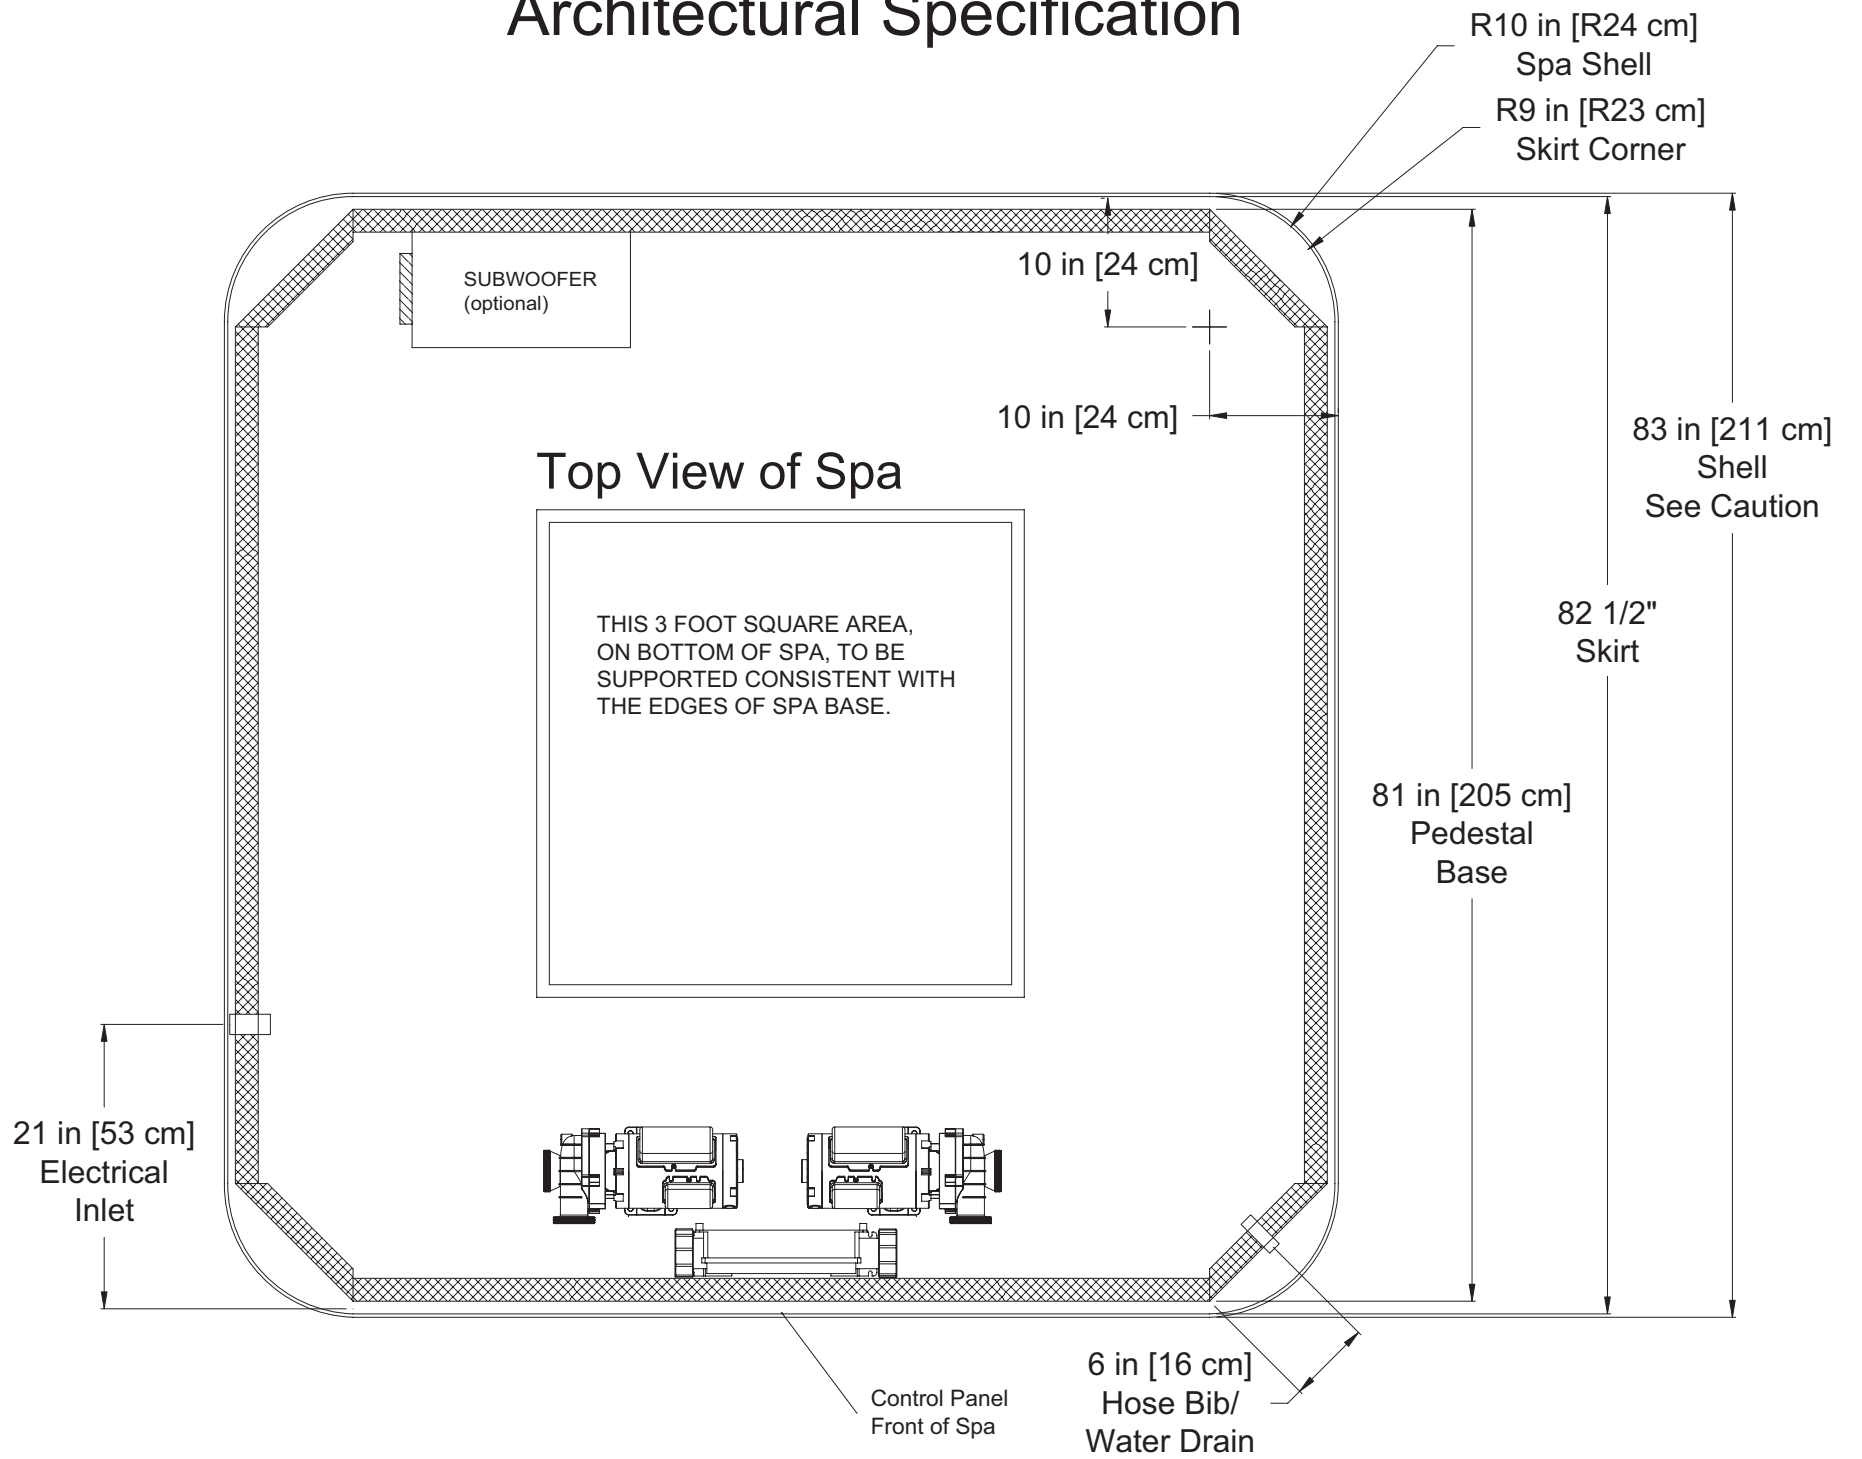 Architectural Specification
R10 in [R24 cm]
Spa Shell
R9 in [R23 cm]
Skirt Corner
SUBWOOFER
(optional)
10 in [24 cm]
10 in [24 cm]
83 in [211 cm]
Shell
See Caution
Top View of Spa
THIS 3 FOOT SQUARE AREA,
ON BOTTOM OF SPA, TO BE
SUPPORTED CONSISTENT WITH
THE EDGES OF SPA BASE.
82 1/2"
Skirt
81 in [205 cm]
Pedestal
Base
21 in [53 cm]
Electrical
Inlet
6 in [16 cm]
Hose Bib/
Water Drain
Control Panel
Front of Spa